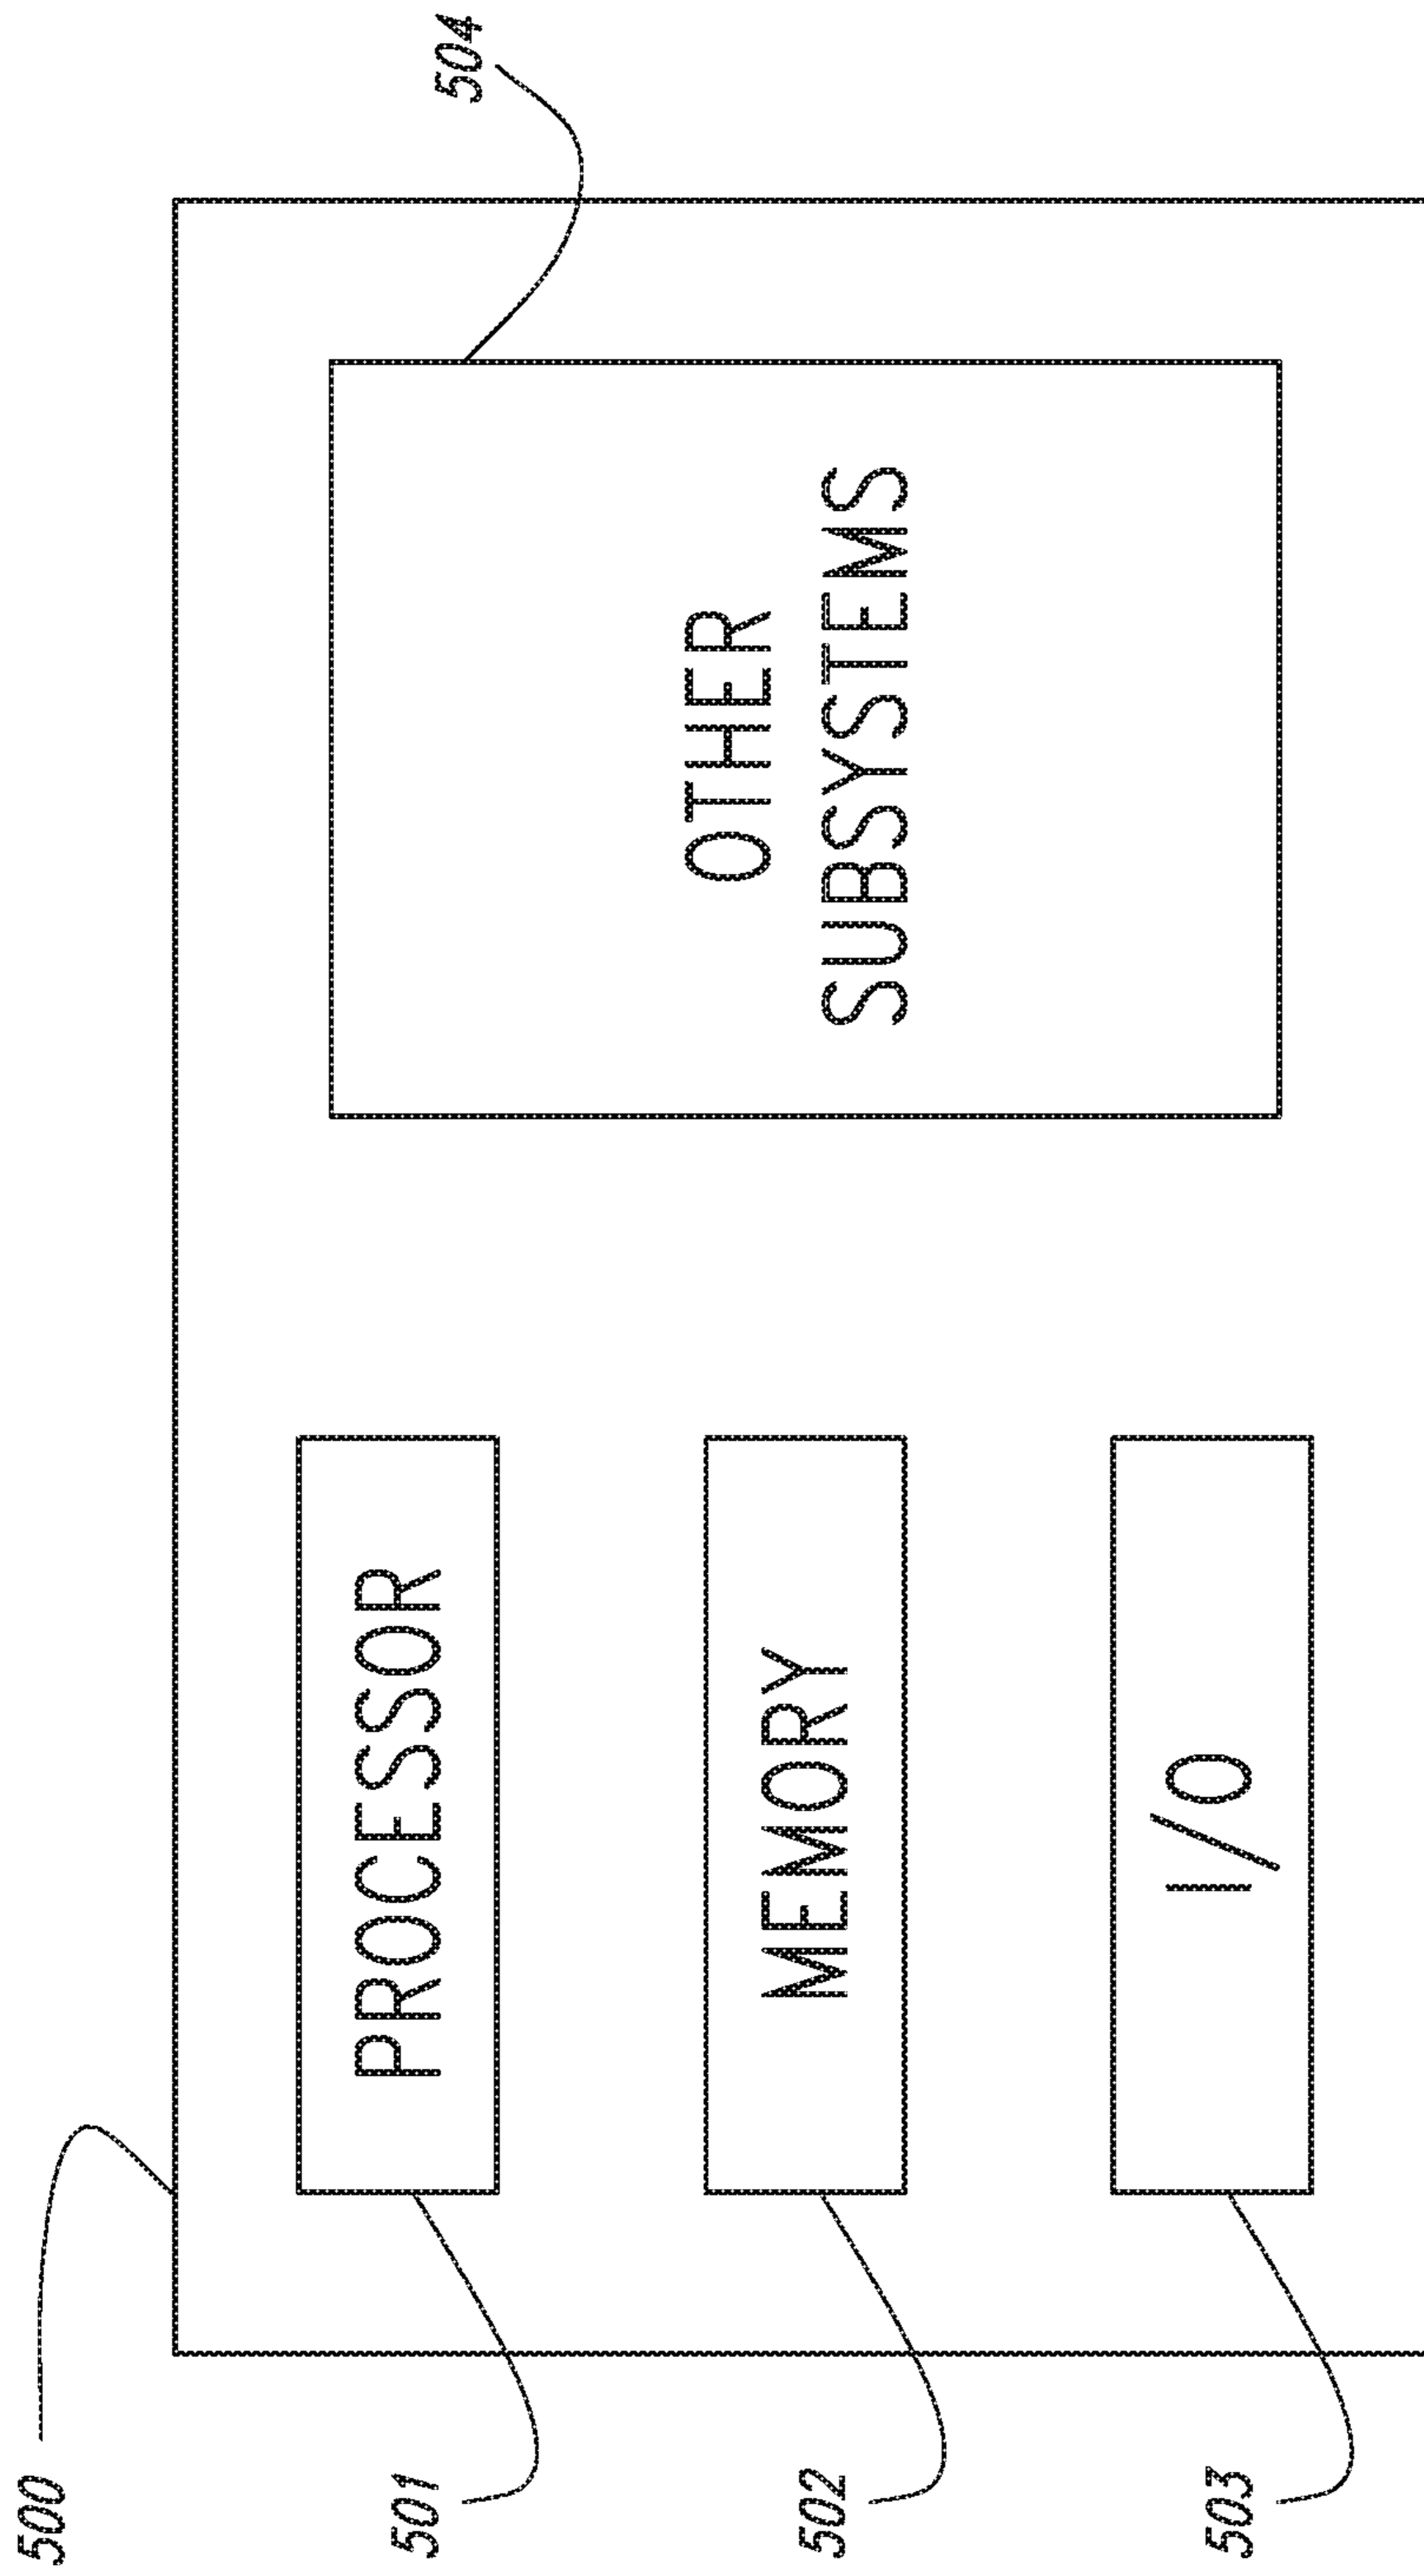 500
501
PROCESSOR
502
MEMORY
503
I/O
504
OTHER
SUBSYSTEMS